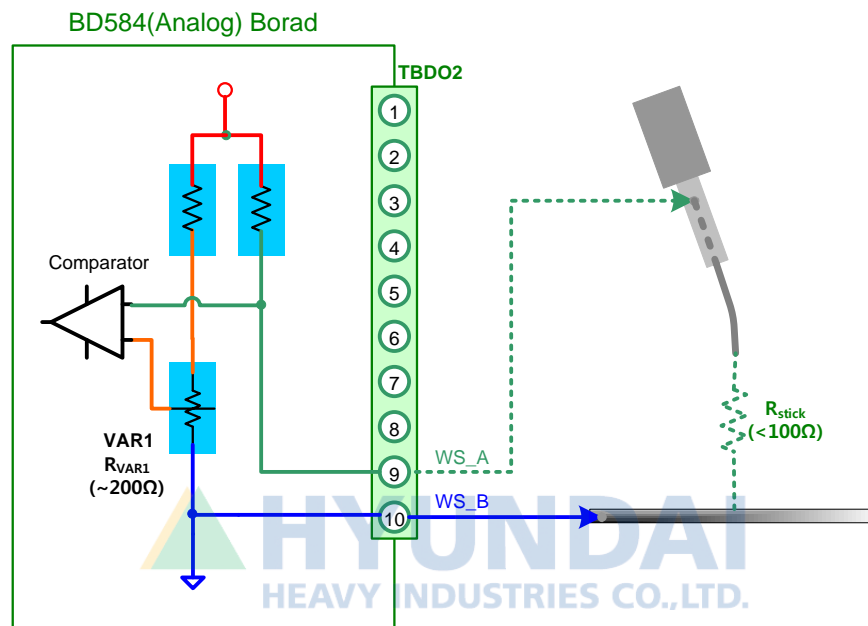 BD584(Analog) Borad
TBDO2
1
2
3
4
5
6
7
8
9
10
Comparator
VAR1
RVAR1
(~200Ω)
WS_A
WS_B
Rstick
(<100Ω)
HYUNDAI
HEAVY INDUSTRIES CO.,LTD.